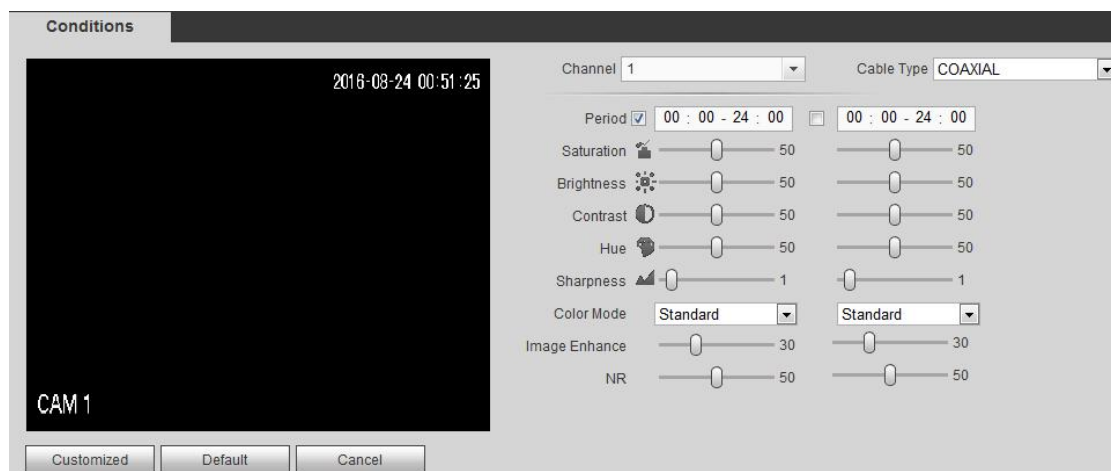 Conditions
2016-08-24 00:51:25
CAM 1
Channel 1 Cable Type COAXIAL
Period 00 : 00 - 24 : 00 00 : 00 - 24 : 00
Saturation 50 50
Brightness 50 50
Contrast 50 50
Hue 50 50
Sharpness 1 1
Color Mode Standard Standard
Image Enhance 30 30
NR 50 50
Customized Default Cancel